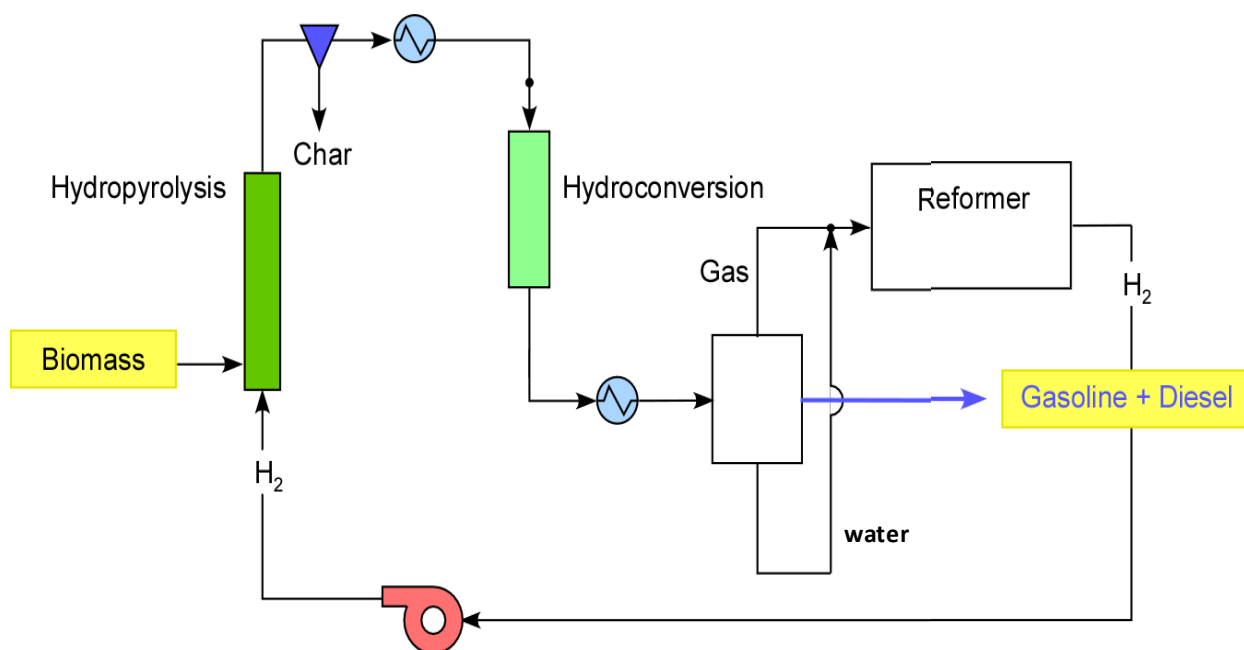 Char
Hydropyrolysis
Hydroconversion
Reformer
Gas
H₂
Biomass
Gasoline + Diesel
H₂
water